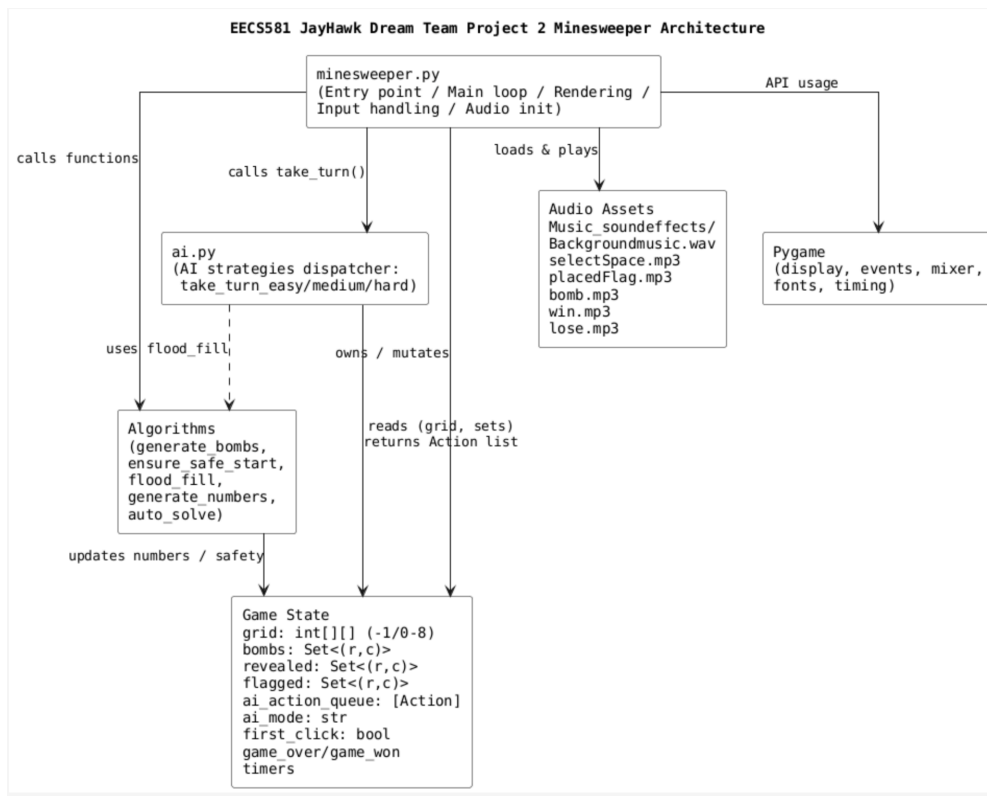 EECS581 JayHawk Dream Team Project 2 Minesweeper Architecture
minesweeper.py
(Entry point / Main loop / Rendering /
Input handling / Audio init)
API usage
calls functions
calls take_turn()
loads & plays
ai.py
(AI strategies dispatcher:
take_turn_easy/medium/hard)
Audio Assets
Music_soundeffects/
Backgroundmusic.wav
selectSpace.mp3
placedFlag.mp3
bomb.mp3
win.mp3
lose.mp3
Pygame
(display, events, mixer,
fonts, timing)
uses flood_fill
owns / mutates
reads (grid, sets)
returns Action list
Algorithms
(generate_bombs,
ensure_safe_start,
flood_fill,
generate_numbers,
auto_solve)
updates numbers / safety
Game State
grid: int[][] (-1/0-8)
bombs: Set<(r,c)>
revealed: Set<(r,c)>
flagged: Set<(r,c)>
ai_action_queue: [Action]
ai_mode: str
first_click: bool
game_over/game_won
timers